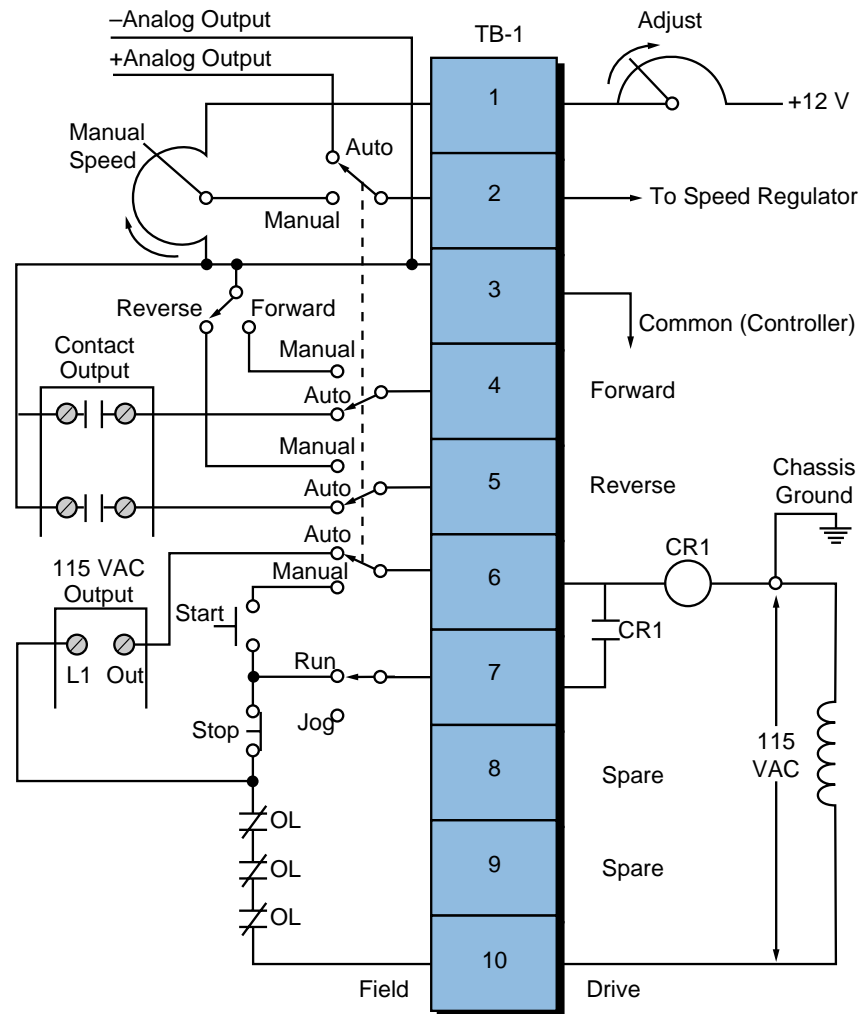 –Analog Output
TB-1
Adjust
+Analog Output
1
+12 V
Manual
Speed
Auto
2
To Speed Regulator
Manual
3
Reverse
Forward
Common (Controller)
Contact
Output
Manual
4
Forward
Auto
Manual
5
Reverse
Chassis
Ground
Auto
Auto
6
CR1
115 VAC
Output
Manual
Start
CR1
L1
Out
Run
7
Stop
Jog
8
Spare
115
VAC
OL
OL
9
Spare
OL
10
Field
Drive